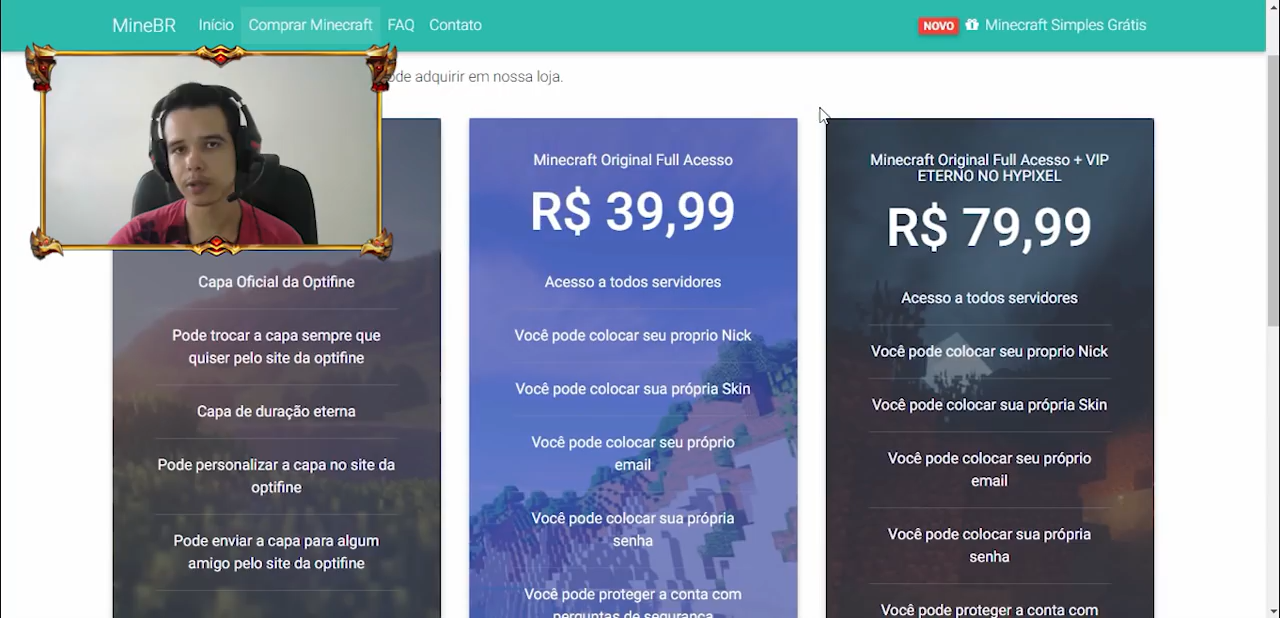 MineBR Início Comprar Minecraft FAQ Contato NOVO Minecraft Simples Grátis
ode adquirir em nossa loja.
Capa Oficial da Optifine
Pode trocar a capa sempre que
quiser pelo site da optifine
Capa de duração eterna
Pode personalizar a capa no site da
optifine
Pode enviar a capa para algum
amigo pelo site da optifine
Minecraft Original Full Acesso
R$ 39,99
Acesso a todos servidores
Você pode colocar seu proprio Nick
Você pode colocar sua própria Skin
Você pode colocar seu próprio
email
Você pode colocar sua própria
senha
Você pode proteger a conta com
perguntas de segurança
Minecraft Original Full Acesso + VIP
ETERNO NO HYPIXEL
R$ 79,99
Acesso a todos servidores
Você pode colocar seu proprio Nick
Você pode colocar sua própria Skin
Você pode colocar seu próprio
email
Você pode colocar sua própria
senha
Você pode proteger a conta com